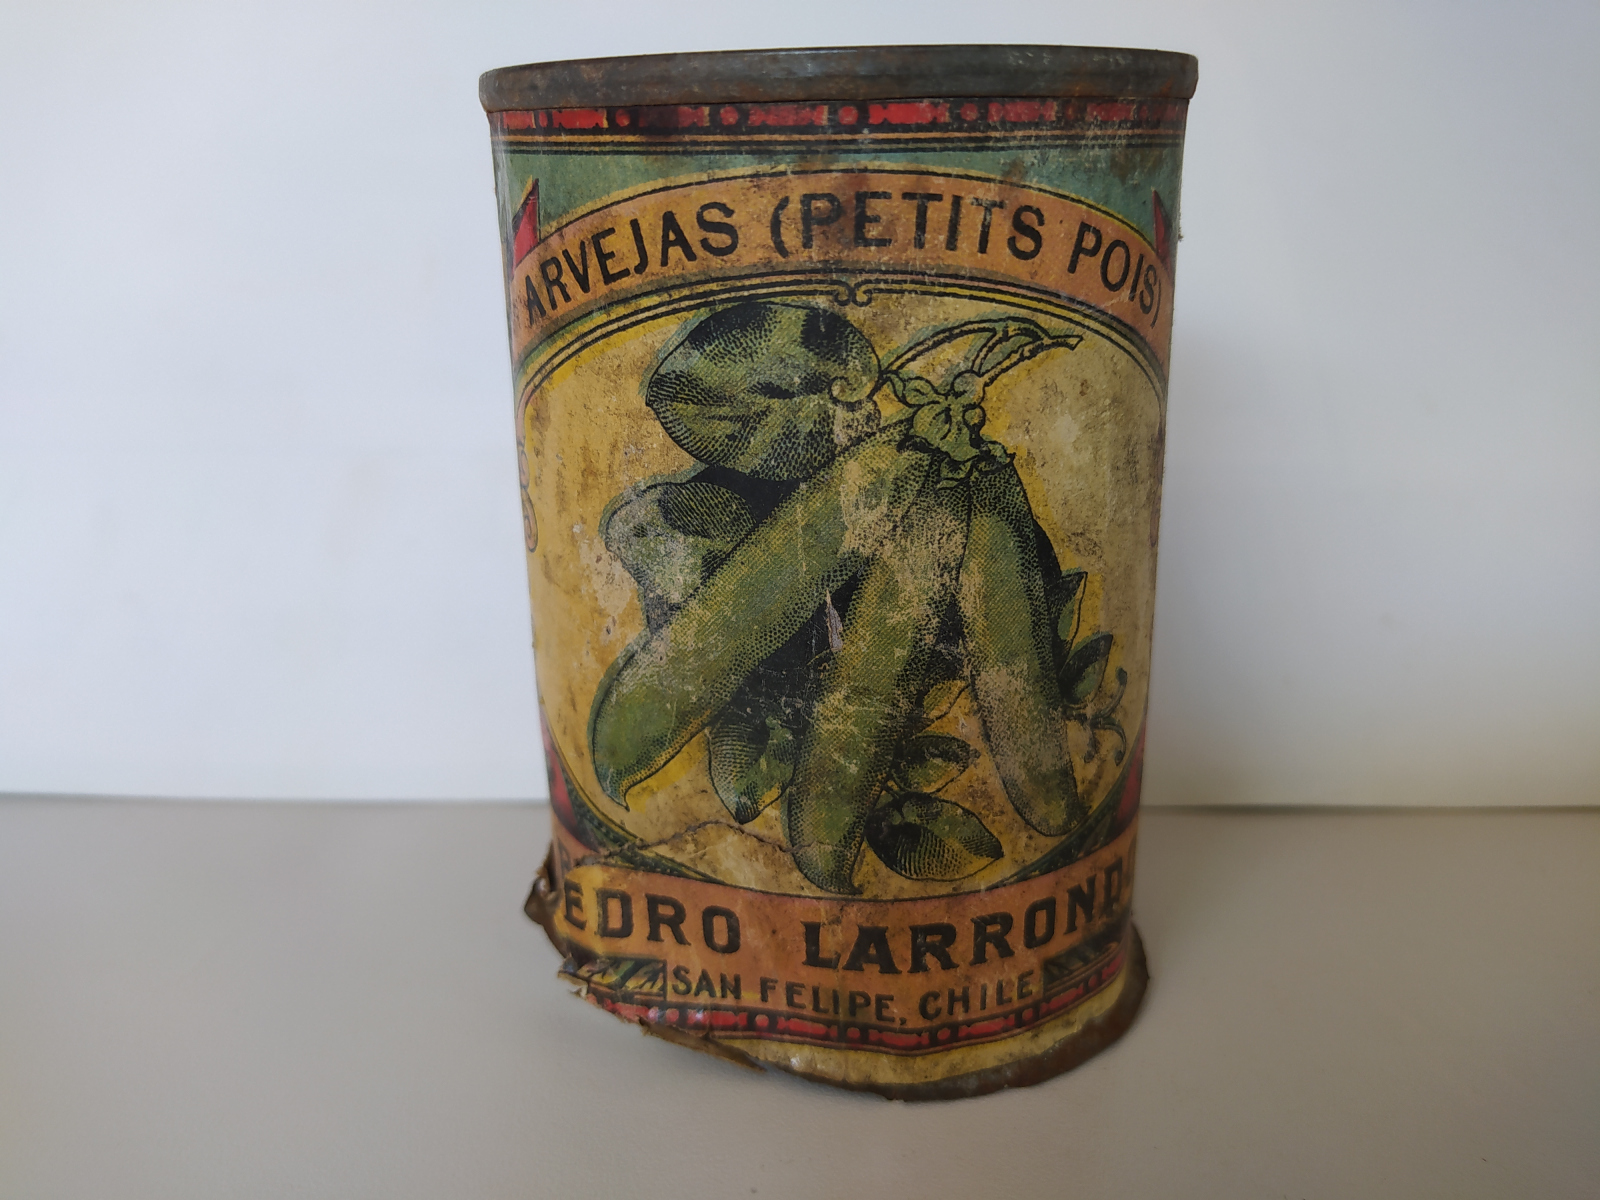 ARVEJAS (PETITS POIS)
EDRO LARROND
SAN FELIPE, CHILE